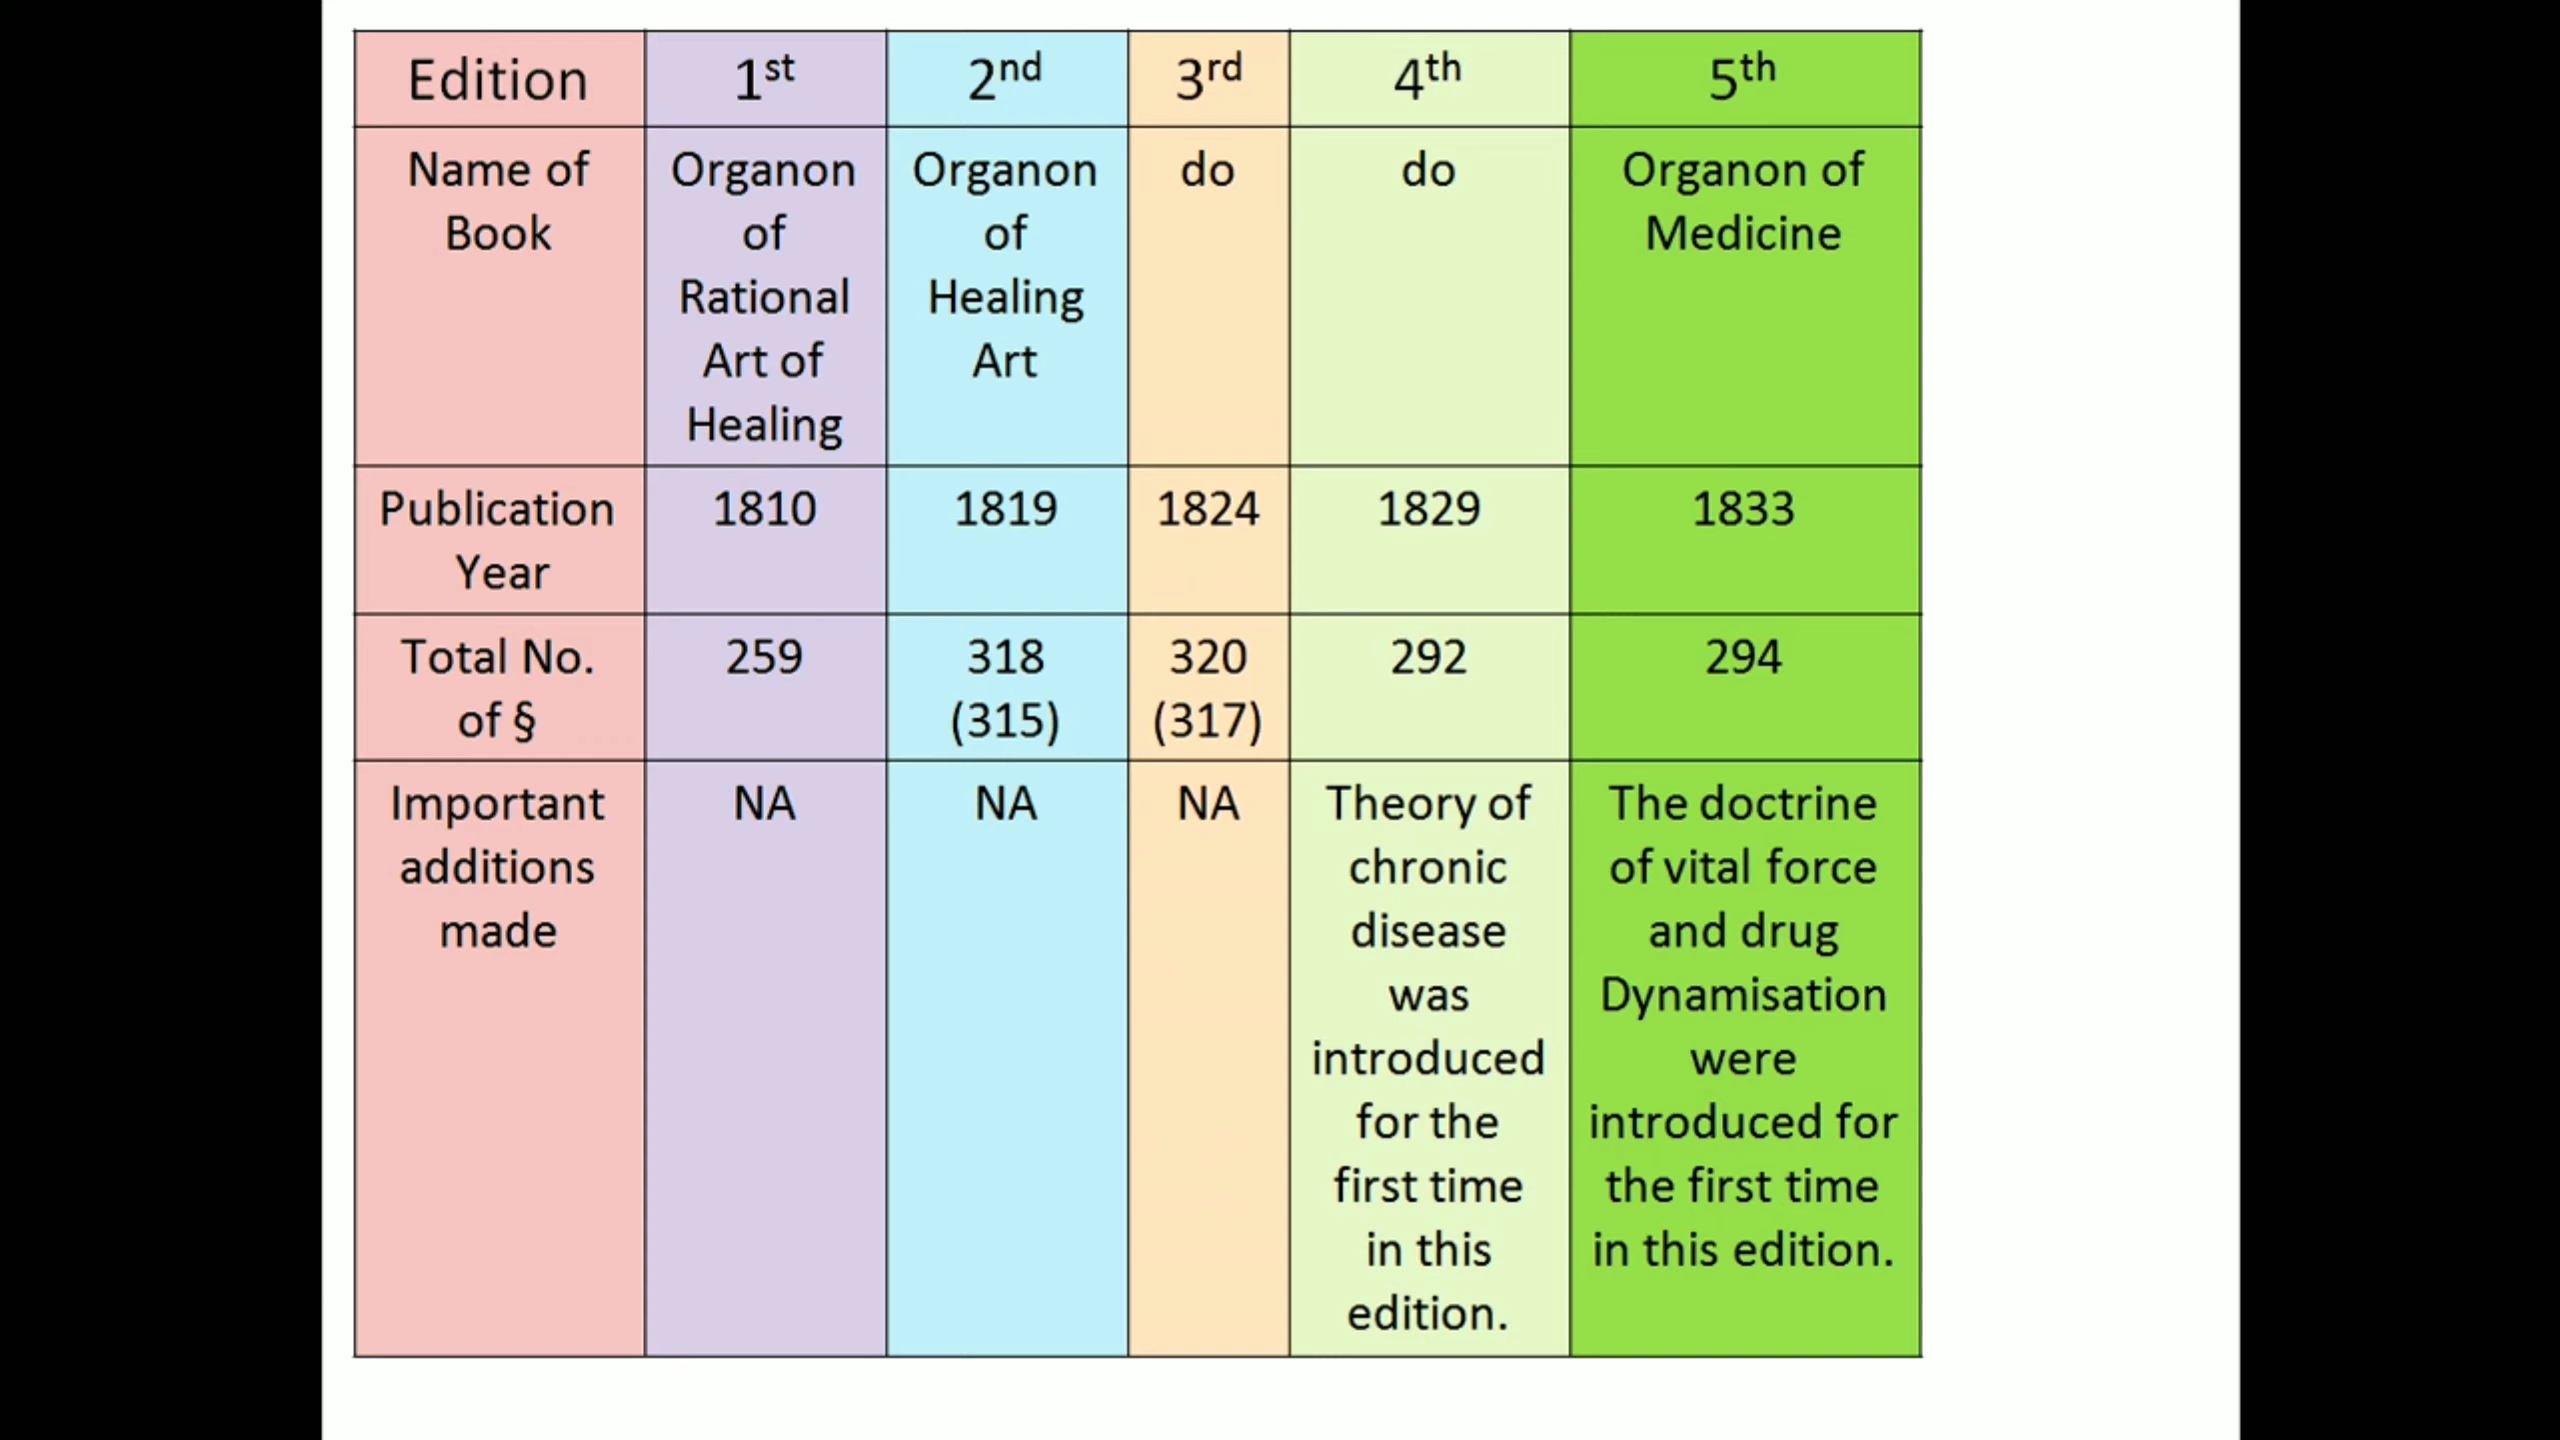 Edition 1st 2nd 3rd 4th 5th
Name of Book
Organon of Rational Art of Healing
Organon of Healing Art
do
do
Organon of Medicine
Publication Year
1810
1819
1824
1829
1833
Total No. of §
259
318 (315)
320 (317)
292
294
Important additions made
NA
NA
NA
Theory of chronic disease was introduced for the first time in this edition.
The doctrine of vital force and drug Dynamisation were introduced for the first time in this edition.